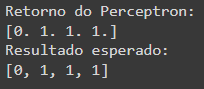 Retorno do Perceptron:
[0. 1. 1. 1.]
Resultado esperado:
[0, 1, 1, 1]